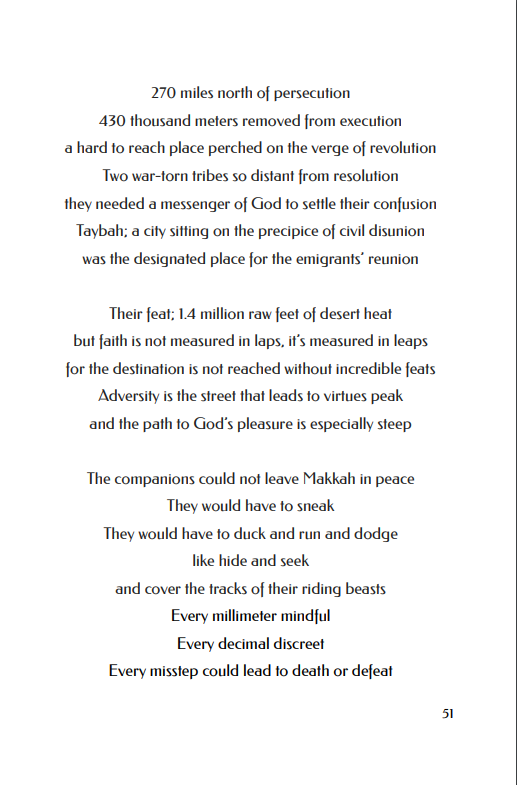 270 miles north of persecution
430 thousand meters removed from execution
a hard to reach place perched on the verge of revolution
Two war-torn tribes so distant from resolution
they needed a messenger of God to settle their confusion
Taybah; a city sitting on the precipice of civil disunion
was the designated place for the emigrants' reunion
Their feat; 1.4 million raw feet of desert heat
but faith is not measured in laps, it's measured in leaps
for the destination is not reached without incredible feats
Adversity is the street that leads to virtues peak
and the path to God's pleasure is especially steep
The companions could not leave Makkah in peace
They would have to sneak
They would have to duck and run and dodge
like hide and seek
and cover the tracks of their riding beasts
Every millimeter mindful
Every decimal discreet
Every misstep could lead to death or defeat
51